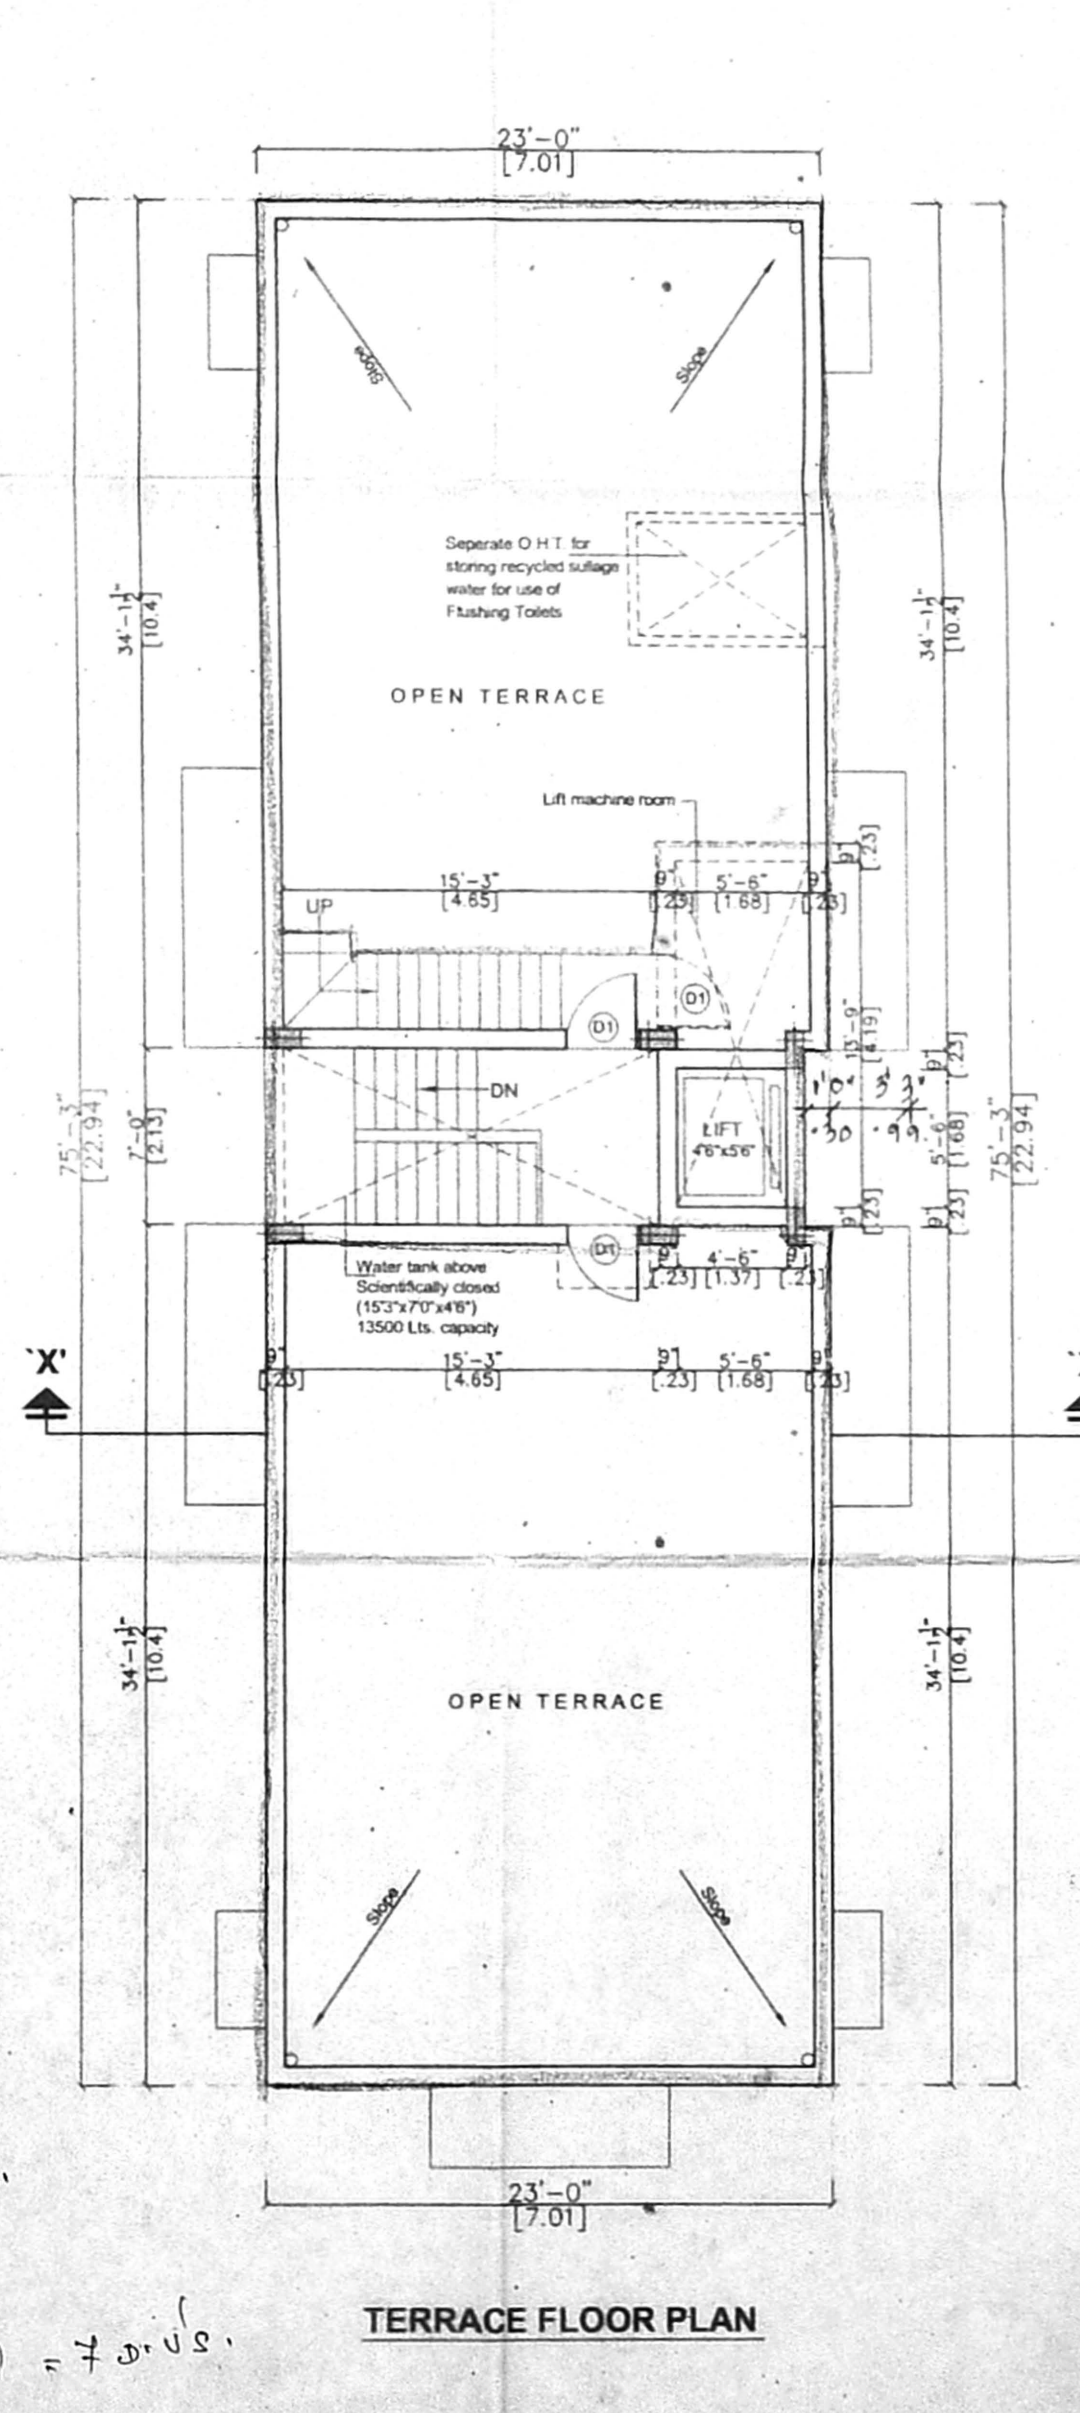 23'-0"
[7.01]
Slope
Slope
Seperate O.H.T. for
storing recycled sullage
water for use of
Flushing Toilets
34'-1½"
[10.4]
34'-1½"
[10.4]
OPEN TERRACE
Lift machine room
9"
[.23]
15'-3"
[4.65]
9"
[.23]
5'-6"
[1.68]
9"
[.23]
UP
D1
D1
13'-9"
[4.19]
9"
[.23]
DN
LIFT
4'6"x5'6"
1'0"
.30
3'3"
.99
75'-3"
[22.94]
7'-0"
[2.13]
5'-6"
[1.68]
75'-3"
[22.94]
9"
[.23]
9"
[.23]
D1
9"
[.23]
4'-6"
[1.37]
9"
[.23]
Water tank above
Scientifically closed
(15'3"x7'0"x4'6")
13500 Lts. capacity
'X'
9"
[.23]
15'-3"
[4.65]
9"
[.23]
5'-6"
[1.68]
9"
[.23]
34'-1½"
[10.4]
34'-1½"
[10.4]
OPEN TERRACE
Slope
Slope
23'-0"
[7.01]
TERRACE FLOOR PLAN